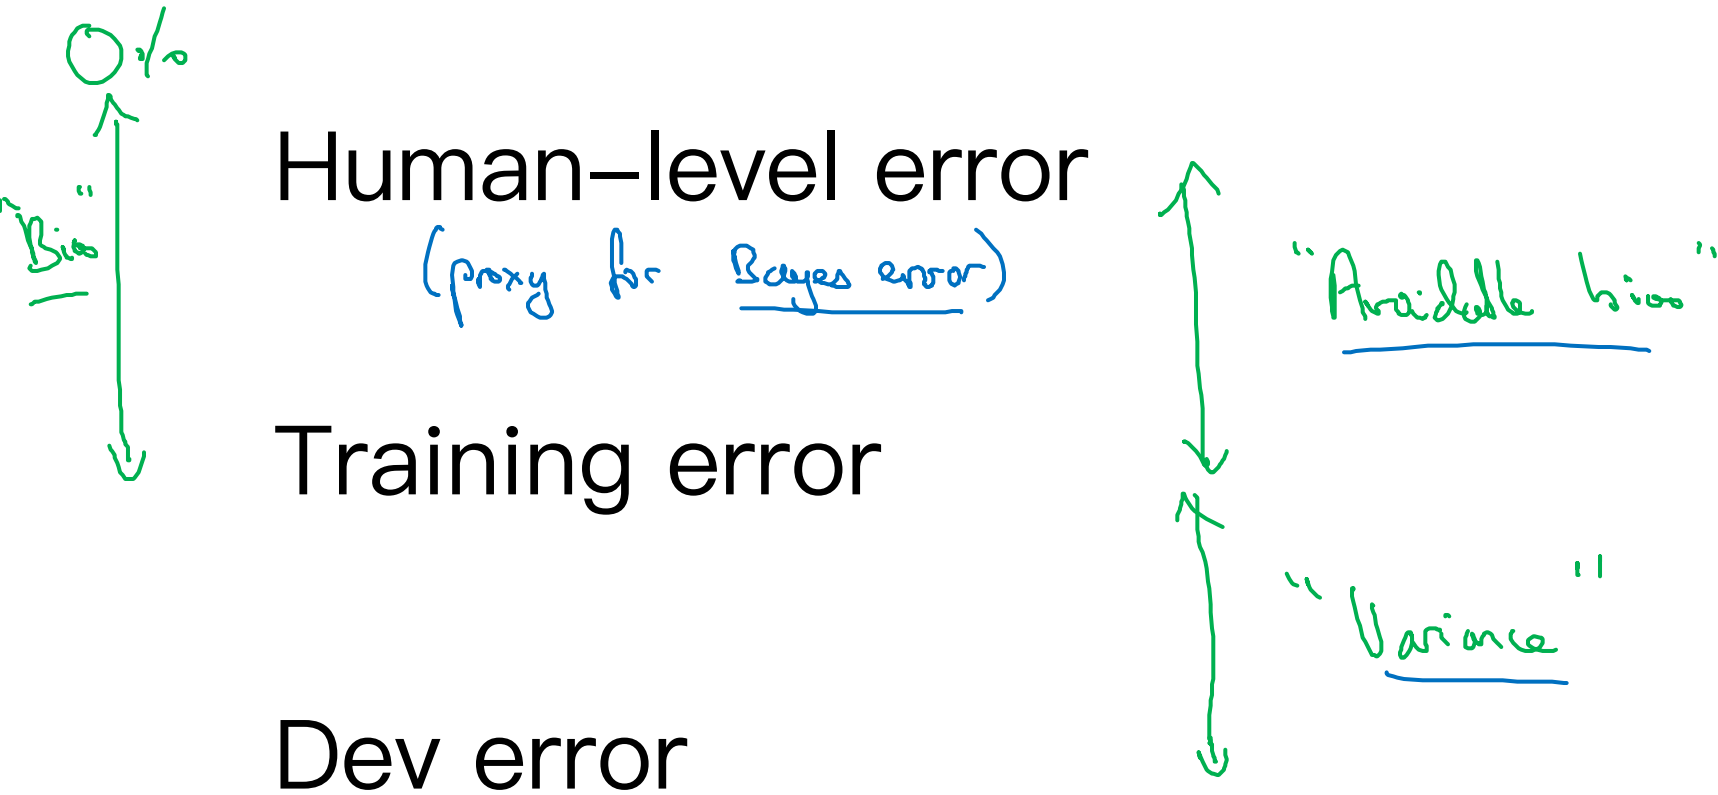 0%
Human-level error
"Bias"
(proxy for Bayes error)
"Avoidable bias"
Training error
"Variance"
Dev error